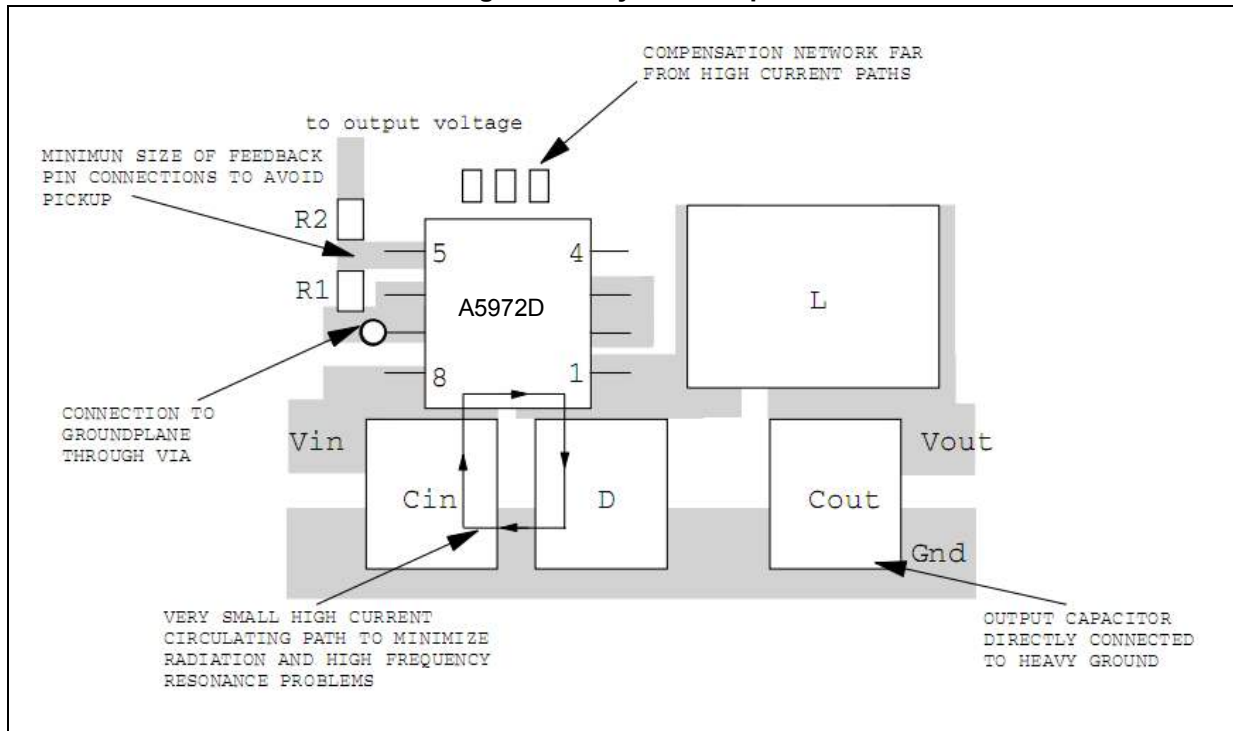 COMPENSATION NETWORK FAR
FROM HIGH CURRENT PATHS
to output voltage
MINIMUN SIZE OF FEEDBACK
PIN CONNECTIONS TO AVOID
PICKUP
R2
R1
5
4
A5972D
8
1
L
CONNECTION TO
GROUNDPLANE
THROUGH VIA
Vin
Vout
Cin
D
Cout
Gnd
VERY SMALL HIGH CURRENT
CIRCULATING PATH TO MINIMIZE
RADIATION AND HIGH FREQUENCY
RESONANCE PROBLEMS
OUTPUT CAPACITOR
DIRECTLY CONNECTED
TO HEAVY GROUND